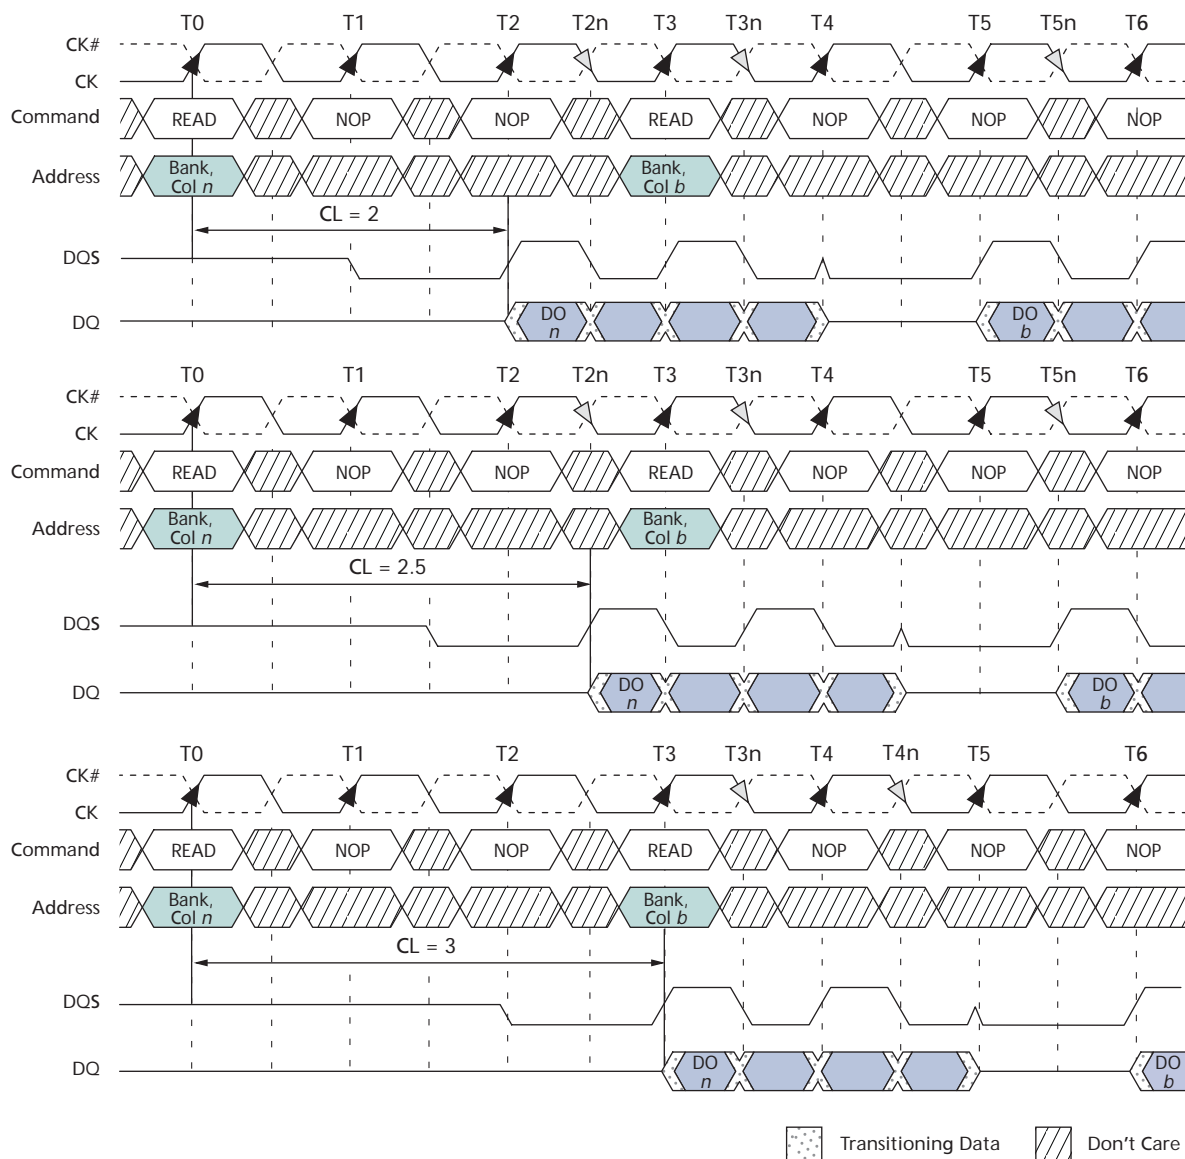 T0 T1 T2 T2n T3 T3n T4 T5 T5n T6
CK#
CK
Command READ NOP NOP READ NOP NOP NOP
Address Bank, Col n Bank, Col b
CL = 2
DQS
DQ DO n DO b
T0 T1 T2 T2n T3 T3n T4 T5 T5n T6
CK#
CK
Command READ NOP NOP READ NOP NOP NOP
Address Bank, Col n Bank, Col b
CL = 2.5
DQS
DQ DO n DO b
T0 T1 T2 T3 T3n T4 T4n T5 T6
CK#
CK
Command READ NOP NOP READ NOP NOP NOP
Address Bank, Col n Bank, Col b
CL = 3
DQS
DQ DO n DO b
Transitioning Data Don't Care